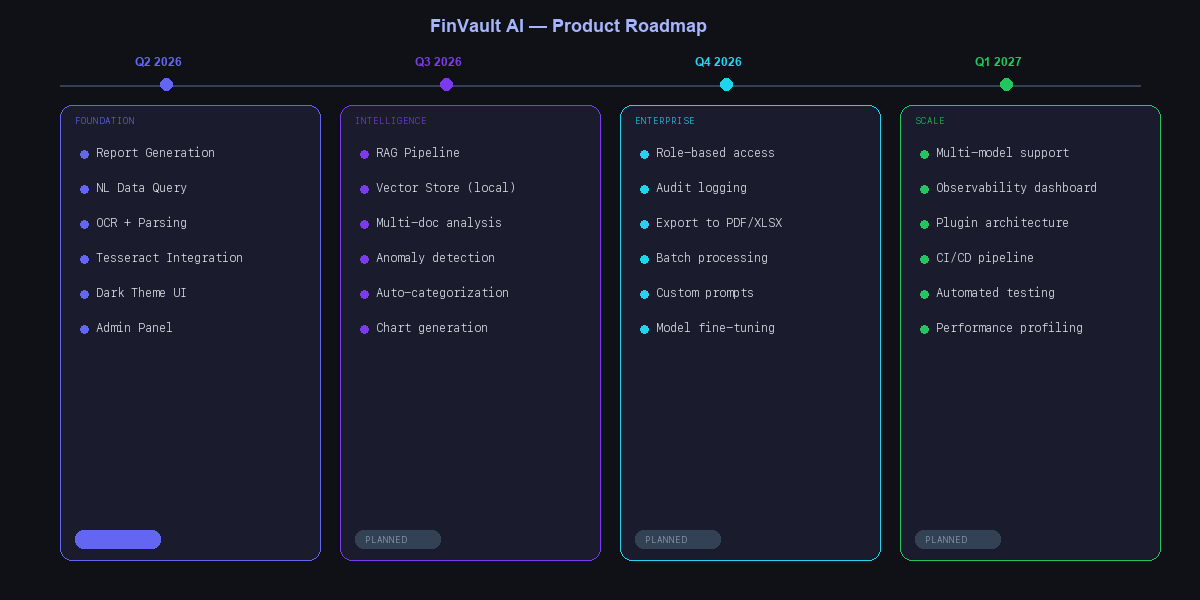 FinVault AI — Product Roadmap
Q2 2026
Q3 2026
Q4 2026
Q1 2027
FOUNDATION
Report Generation
NL Data Query
OCR + Parsing
Tesseract Integration
Dark Theme UI
Admin Panel
INTELLIGENCE
RAG Pipeline
Vector Store (local)
Multi-doc analysis
Anomaly detection
Auto-categorization
Chart generation
PLANNED
ENTERPRISE
Role-based access
Audit logging
Export to PDF/XLSX
Batch processing
Custom prompts
Model fine-tuning
PLANNED
SCALE
Multi-model support
Observability dashboard
Plugin architecture
CI/CD pipeline
Automated testing
Performance profiling
PLANNED